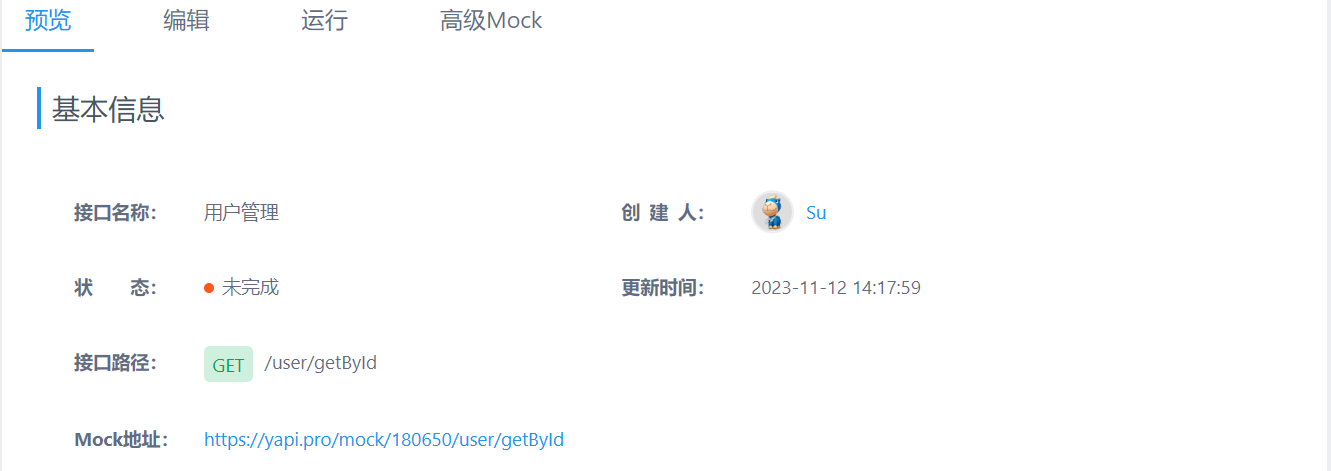 预览 编辑 运行 高级Mock
基本信息
接口名称： 用户管理 创 建 人： Su
状 态： 未完成 更新时间： 2023-11-12 14:17:59
接口路径： GET /user/getById
Mock地址： https://yapi.pro/mock/180650/user/getById